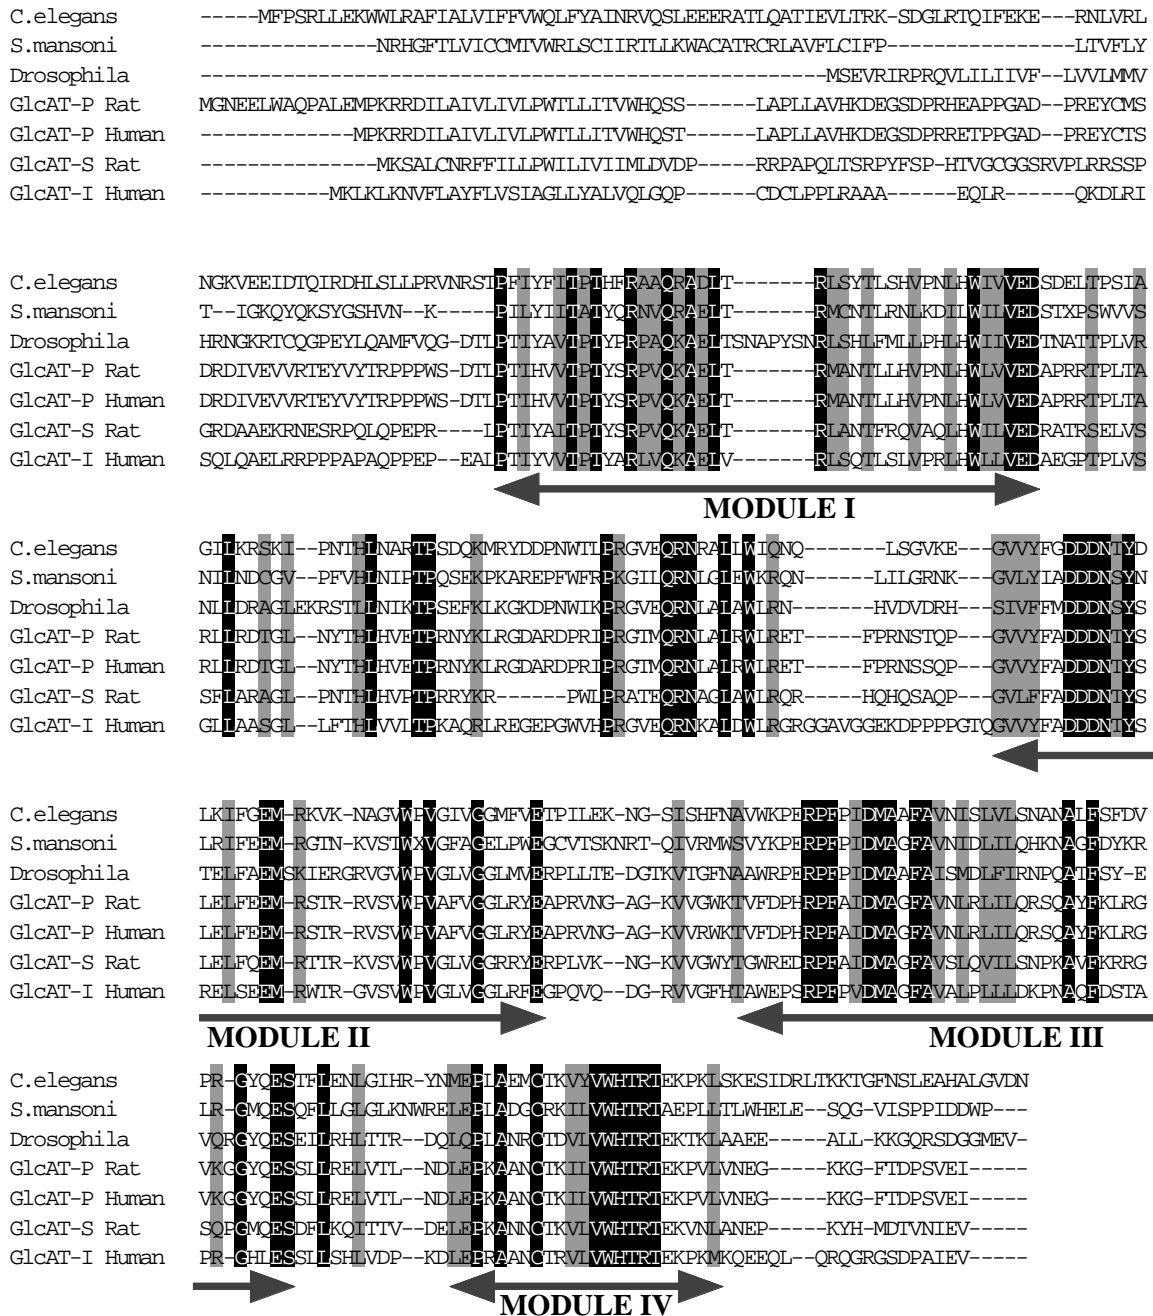 C.elegans -----MFPSRLLEKWWLRAFIALVIFFVWQLFYAINRVQSLEEERATLQATIEVLTRK-SDGLRTQIFEKE---RNLVRL
S.mansoni ---------------NRHGFTLVICCMTVWRLSCIIRTLLKWACATRCRLAVFLCIFP----------------LTVFLY
Drosophila ------------------------------------------------------MSEVRIRPRQVLILIIVF--LVVLMMV
GlcAT-P Rat MGNEELWAQPALEMPKRRDILAIVLIVLPWTLLITVWHQSS------LAPLLAVHKDEGSDPRHEAPPGAD--PREYCMS
GlcAT-P Human -------------MPKRRDILAIVLIVLPWTLLITVWHQST------LAPLLAVHKDEGSDPRRETPPGAD--PREYCTS
GlcAT-S Rat ---------------MKSALCNRFFILLPWILIVIIMLDVDP-----RRPAPQLTSRPYFSP-HTVGCGGSRVPLRRSSP
GlcAT-I Human -----------MKLKLKNVFLAYFLVSIAGLLYALVQLGQP------CDCLPPLRAAA----EQLR------QKDLRI
C.elegans NGKVEEIDTQIRDHLSLLPRVNRSTPFIYFITPTHFRAAQRADLT-------RLSYTLSHVPNLHWIVVEDSDELTPSIA
S.mansoni T--IGKQYQKSYGSHVN--K-----PILYIITATYQRNVQRAELT-------RMCNTLRNLKDILWILVEDSTXPSWVVS
Drosophila HRNGKRTCQGPEYLQAMFVQG-DTLPTIYAVTPTYPRPAQKAELTSNAPYSNRLSHLFMLLPHLHWIIVEDTNATTPLVR
GlcAT-P Rat DRDIVEVVRTEYVYTRPPPWS-DTLPTIHVVTPTYSRPVQKAELT-------RMANTLLHVPNLHWLVVEDAPRRTPLTA
GlcAT-P Human DRDIVEVVRTEYVYTRPPPWS-DTLPTIHVVTPTYSRPVQKAELT-------RMANTLLHVPNLHWLVVEDAPRRTPLTA
GlcAT-S Rat GRDAAEKRNESRPQLQPEPR----LPTIYAITPTYSRPVQKAELT-------RLANTFRQVAQLHWILVEDRATRSELVS
GlcAT-I Human SQLQAELRRPPPAPAQPPEP--EALPTIYVVTPTYARLVQKAELV-------RLSQTLSLVPRLHWLLVEDAEGPTPLVS
MODULE I
C.elegans GILKRSKI--PNTHLNARTPSDQKMRYDDPNWTLPRGVEQRNRALLWIQNQ-------LSGVKE---GVVYFGDDDNTYD
S.mansoni NILNDCGV--PFVHLNIPTPQSEKPKAREPFWFRPKGILQRNLGLEWKRQN-------LILGRNK---GVLYIADDDNSYN
Drosophila NLLDRAGLEKRSTLLNIKTPSEFKLKGKDPNWIKPRGVEQRNLALAWLRN-------HVDVDRH---SIVFFMDDDNSYS
GlcAT-P Rat RLLRDTGL--NYTHLHVETPRNYKLRGDARDPRIPRGTMQRNLALRWLRET-----FPRNSTQP---GVVYFADDDNTYS
GlcAT-P Human RLLRDTGL--NYTHLHVETPRNYKLRGDARDPRIPRGTMQRNLALRWLRET-----FPRNSSQP---GVVYFADDDNTYS
GlcAT-S Rat SFLARAGL--PNTHLHVPTPRRYKR------PWLPRATEQRNAGLAWLRQR-----HQHQSAQP---GVLFFADDDNTYS
GlcAT-I Human GLLAASGL--LFTHLVVLTPKAQRLREGEPGWVHPRGVEQRNKALDWLRGRGGAVGGEKDPPPPGTQGVVYFADDDNTYS
C.elegans LKIFGEEM-RKVK-NAGVWPVGIVGGMFVETPILEK-NG-SISHFNAVWKPERPFPIDMAAFAVNISLVLSNANALFSFDV
S.mansoni LRIFEEM-RGTN-KVSTWXVGFAGELPWEGCVTSKNRT-QIVRMWSVYKPERPFPIDMAGFAVNIDLILQHKNAGFDYKR
Drosophila TELFAEMSKIERGRVGVWPVGLVGGLMVERPLLTE-DGTKVTGFNAAWRPERPFPIDMAAFAISMDLFIRNPQATFSY-E
GlcAT-P Rat LELFEEM-RSTR-RVSVWPVAFVGGLRYEAPRVNG-AG-KVVGWKTVFDPHRPFAIDMAGFAVNLRLILQRSQAYFKLRG
GlcAT-P Human LELFEEM-RSTR-RVSVWPVAFVGGLRYEAPRVNG-AG-KVVRWKTVFDPHRPFAIDMAGFAVNLRLILQRSQAYFKLRG
GlcAT-S Rat LELFQEM-RTTR-KVSVWPVGLVGGRRYERPLVK--NG-KVVGWYTGWREDRPFAIDMAGFAVSLQVILSNPKAVFKRRG
GlcAT-I Human RELSEEM-RWTR-GVSVWPVGLVGGLRFEGPQVQ--DG-RVVGFHTAWEPSRPFPVDMAGFAVALPLLLDKPNAQFDSTA
MODULE II MODULE III
C.elegans PR-GYQESTFLENLGIHR-YNMEPLAEMCTKVYVWHTRTEKPKLSKESIDRLTKKTGFNSLEAHALGVDN
S.mansoni LR-GMQESQFLLGLGLKNWRELEPLADGCRKILVWHTRTAEPLLTLWHELE--SQG-VISPPIDDWP---
Drosophila VQRGYQESEILRHLTTR--DQLQPLANRCTDVLVWHTRTEKTKLAAEE-----ALL-KKGQRSDGGMEV-
GlcAT-P Rat VKGGYQESSLLRELVTL--NDLEPKAANCTKILVWHTRTEKPVLVNEG-----KKG-FTDPSVEI-----
GlcAT-P Human VKGGYQESSLLRELVTL--NDLEPKAANCTKILVWHTRTEKPVLVNEG-----KKG-FTDPSVEI-----
GlcAT-S Rat SQPGMQESDFLKQITTV--DELEPKANNCTKVLVWHTRTEKVNLANEP-----KYH-MDTVNIEV-----
GlcAT-I Human PR-GHLESSLLSHLVDP--KDLEPRAANCTRVLVWHTRTEKPKMKQEEQL--QRQGRGSDPAIEV-----
MODULE IV